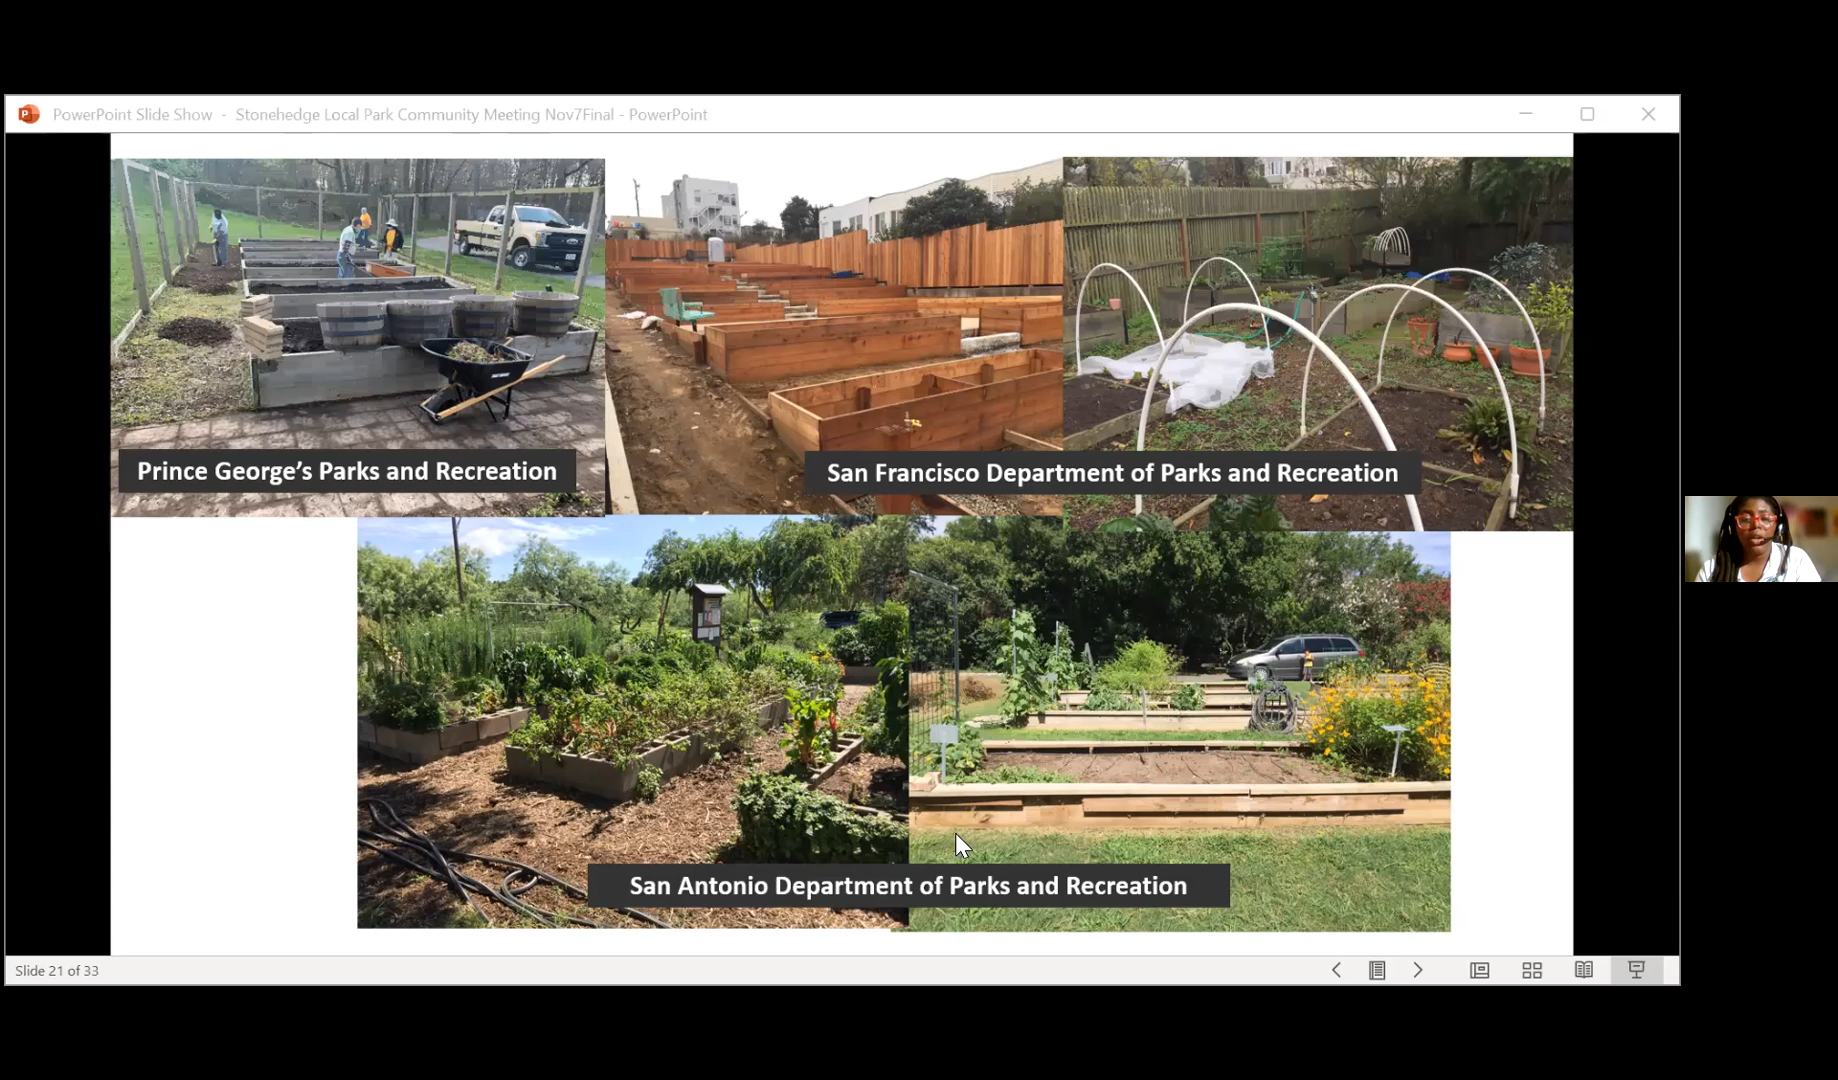 PowerPoint Slide Show - Stonehedge Local Park Community Meeting Nov7Final - PowerPoint
Prince George's Parks and Recreation
San Francisco Department of Parks and Recreation
San Antonio Department of Parks and Recreation
Slide 21 of 33